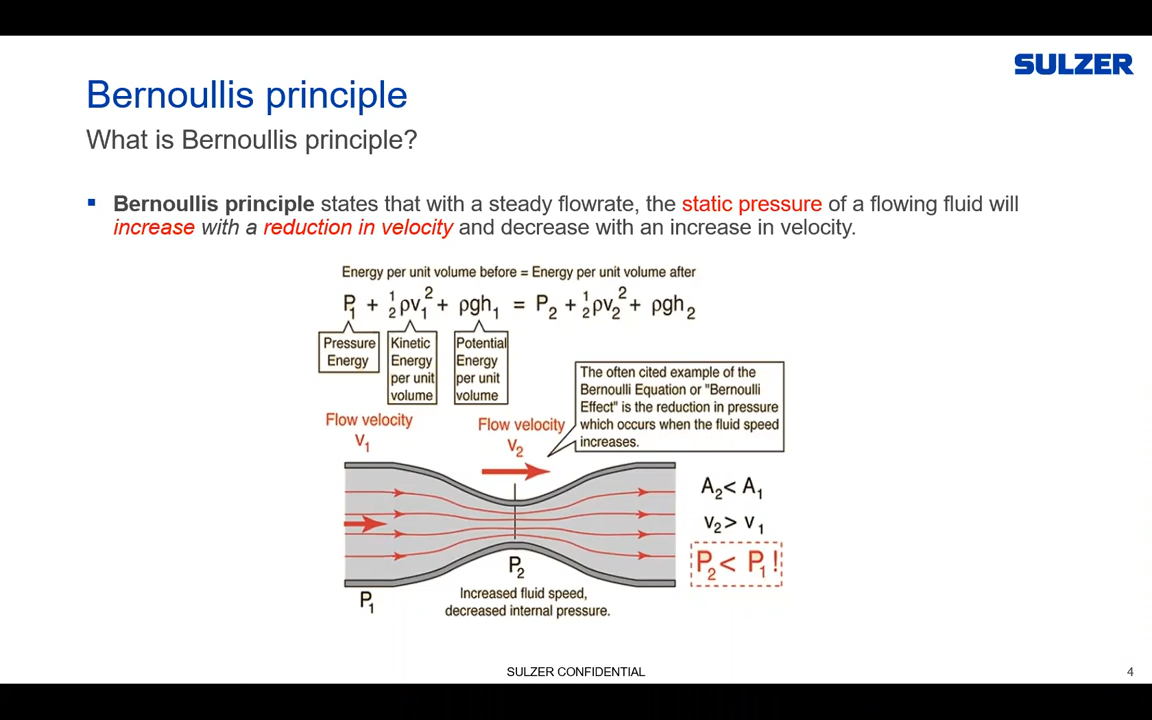 SULZER
Bernoullis principle
What is Bernoullis principle?
▪ Bernoullis principle states that with a steady flowrate, the static pressure of a flowing fluid will
increase with a reduction in velocity and decrease with an increase in velocity.
Energy per unit volume before = Energy per unit volume after
P₁ + ½ρv₁² + ρgh₁ = P₂ + ½ρv₂² + ρgh₂
Pressure
Energy
Kinetic
Energy
per unit
volume
Potential
Energy
per unit
volume
The often cited example of the
Bernoulli Equation or "Bernoulli
Effect" is the reduction in pressure
which occurs when the fluid speed
increases.
Flow velocity
v₁
Flow velocity
v₂
A₂< A₁
v₂> v₁
P₂< P₁!
P₁
P₂
Increased fluid speed,
decreased internal pressure.
SULZER CONFIDENTIAL
4